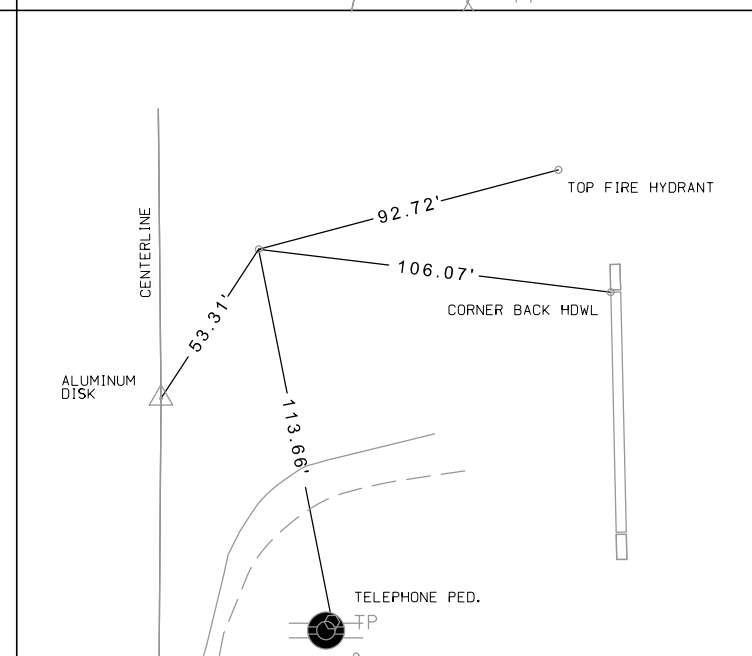 TOP FIRE HYDRANT
92.72'
CENTERLINE
106.07'
CORNER BACK HDWL
53.31'
ALUMINUM
DISK
113.66'
TELEPHONE PED.
TP